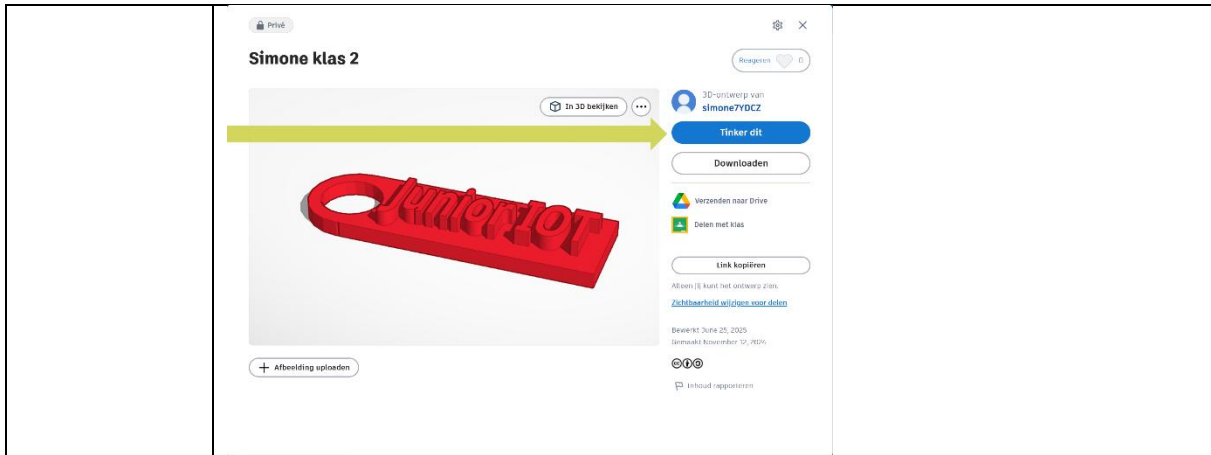 Privé
Simone klas 2
Reageren 0
In 3D bekijken
3D-ontwerp van
simone7YDCZ
Tinker dit
Downloaden
JuniorIOT
Verzenden naar Drive
Delen met klas
Link kopiëren
Alleen jij kunt het ontwerp zien.
Zichtbaarheid wijzigen voor delen
Bewerkt June 25, 2025
Gemaakt November 12, 2024
+ Afbeelding uploaden
Inhoud rapporteren